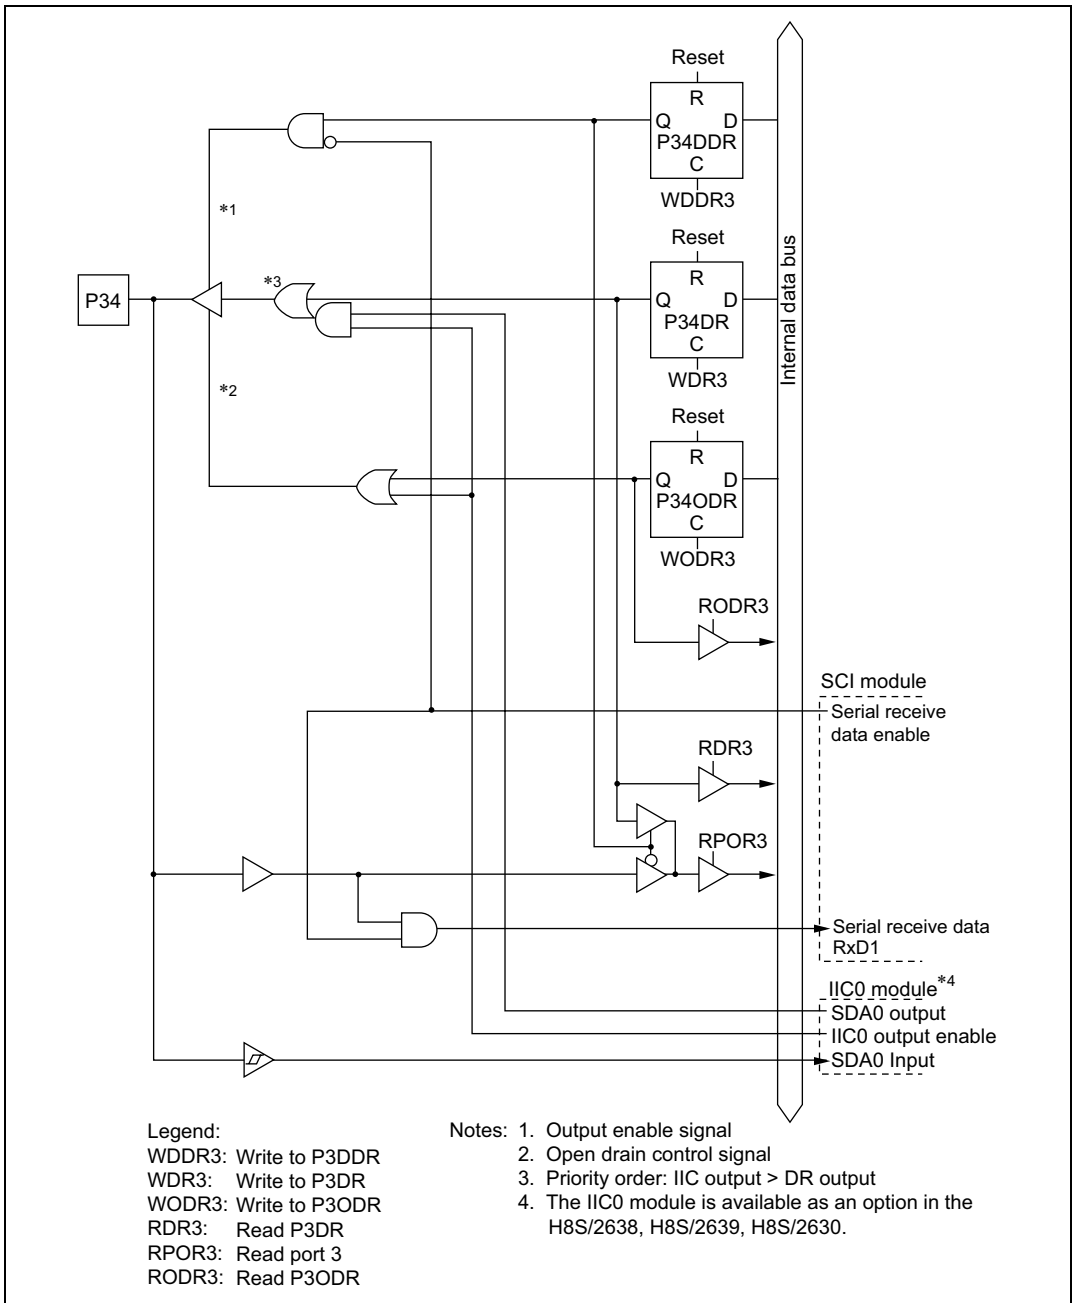 Reset
R
Q D
P34DDR
C
WDDR3
*1
Reset
R
P34
*3
Q D
P34DR
C
WDR3
Internal data bus
*2
Reset
R
Q D
P34ODR
C
WODR3
RODR3
SCI module
Serial receive
data enable
RDR3
RPOR3
Serial receive data
RxD1
IIC0 module*4
SDA0 output
IIC0 output enable
SDA0 Input
Legend:
WDDR3: Write to P3DDR
WDR3: Write to P3DR
WODR3: Write to P3ODR
RDR3: Read P3DR
RPOR3: Read port 3
RODR3: Read P3ODR
Notes: 1. Output enable signal
2. Open drain control signal
3. Priority order: IIC output > DR output
4. The IIC0 module is available as an option in the
H8S/2638, H8S/2639, H8S/2630.